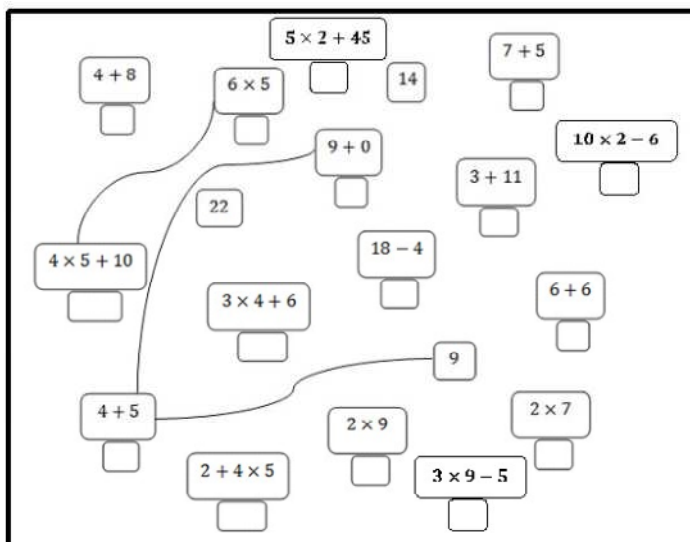 5 × 2 + 45
7 + 5
4 + 8
6 × 5
14
10 × 2 − 6
9 + 0
3 + 11
22
18 − 4
4 × 5 + 10
3 × 4 + 6
6 + 6
9
4 + 5
2 × 9
2 × 7
2 + 4 × 5
3 × 9 − 5